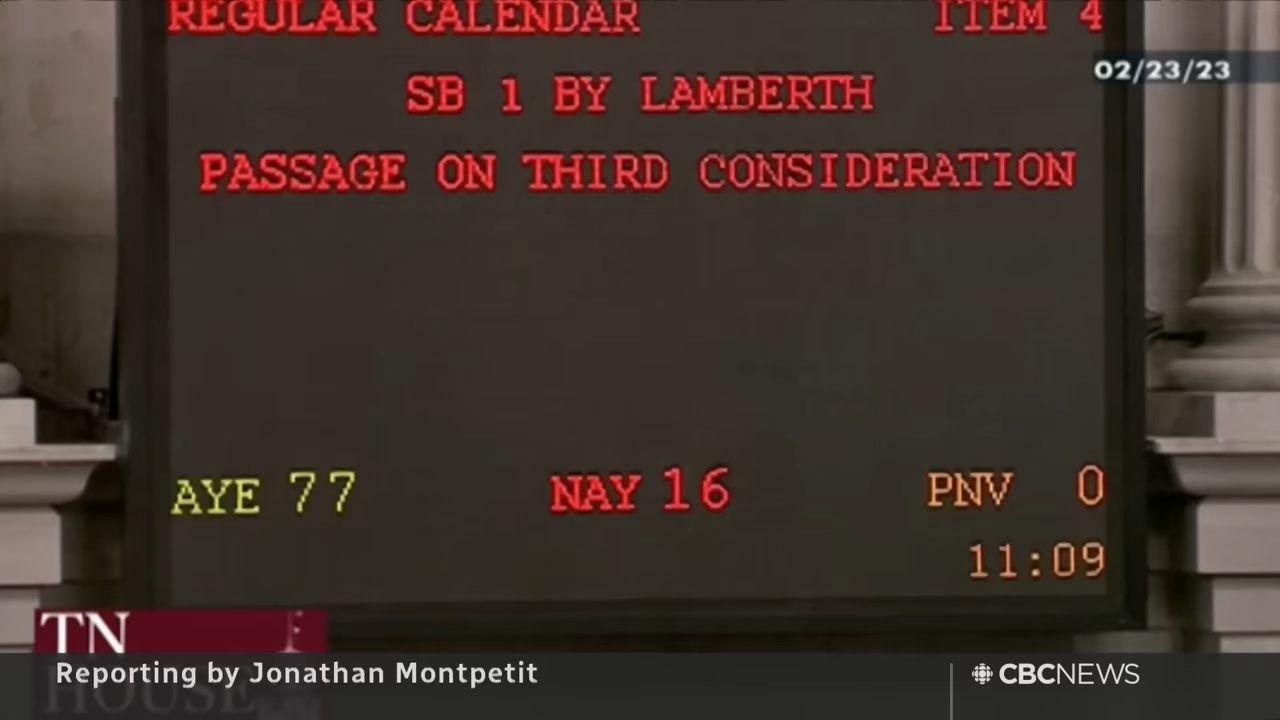 REGULAR CALENDAR ITEM 4
02/23/23
SB 1 BY LAMBERTH
PASSAGE ON THIRD CONSIDERATION
AYE 77 NAY 16 PNV 0
11:09
TN
HOUSE
Reporting by Jonathan Montpetit
CBCNEWS